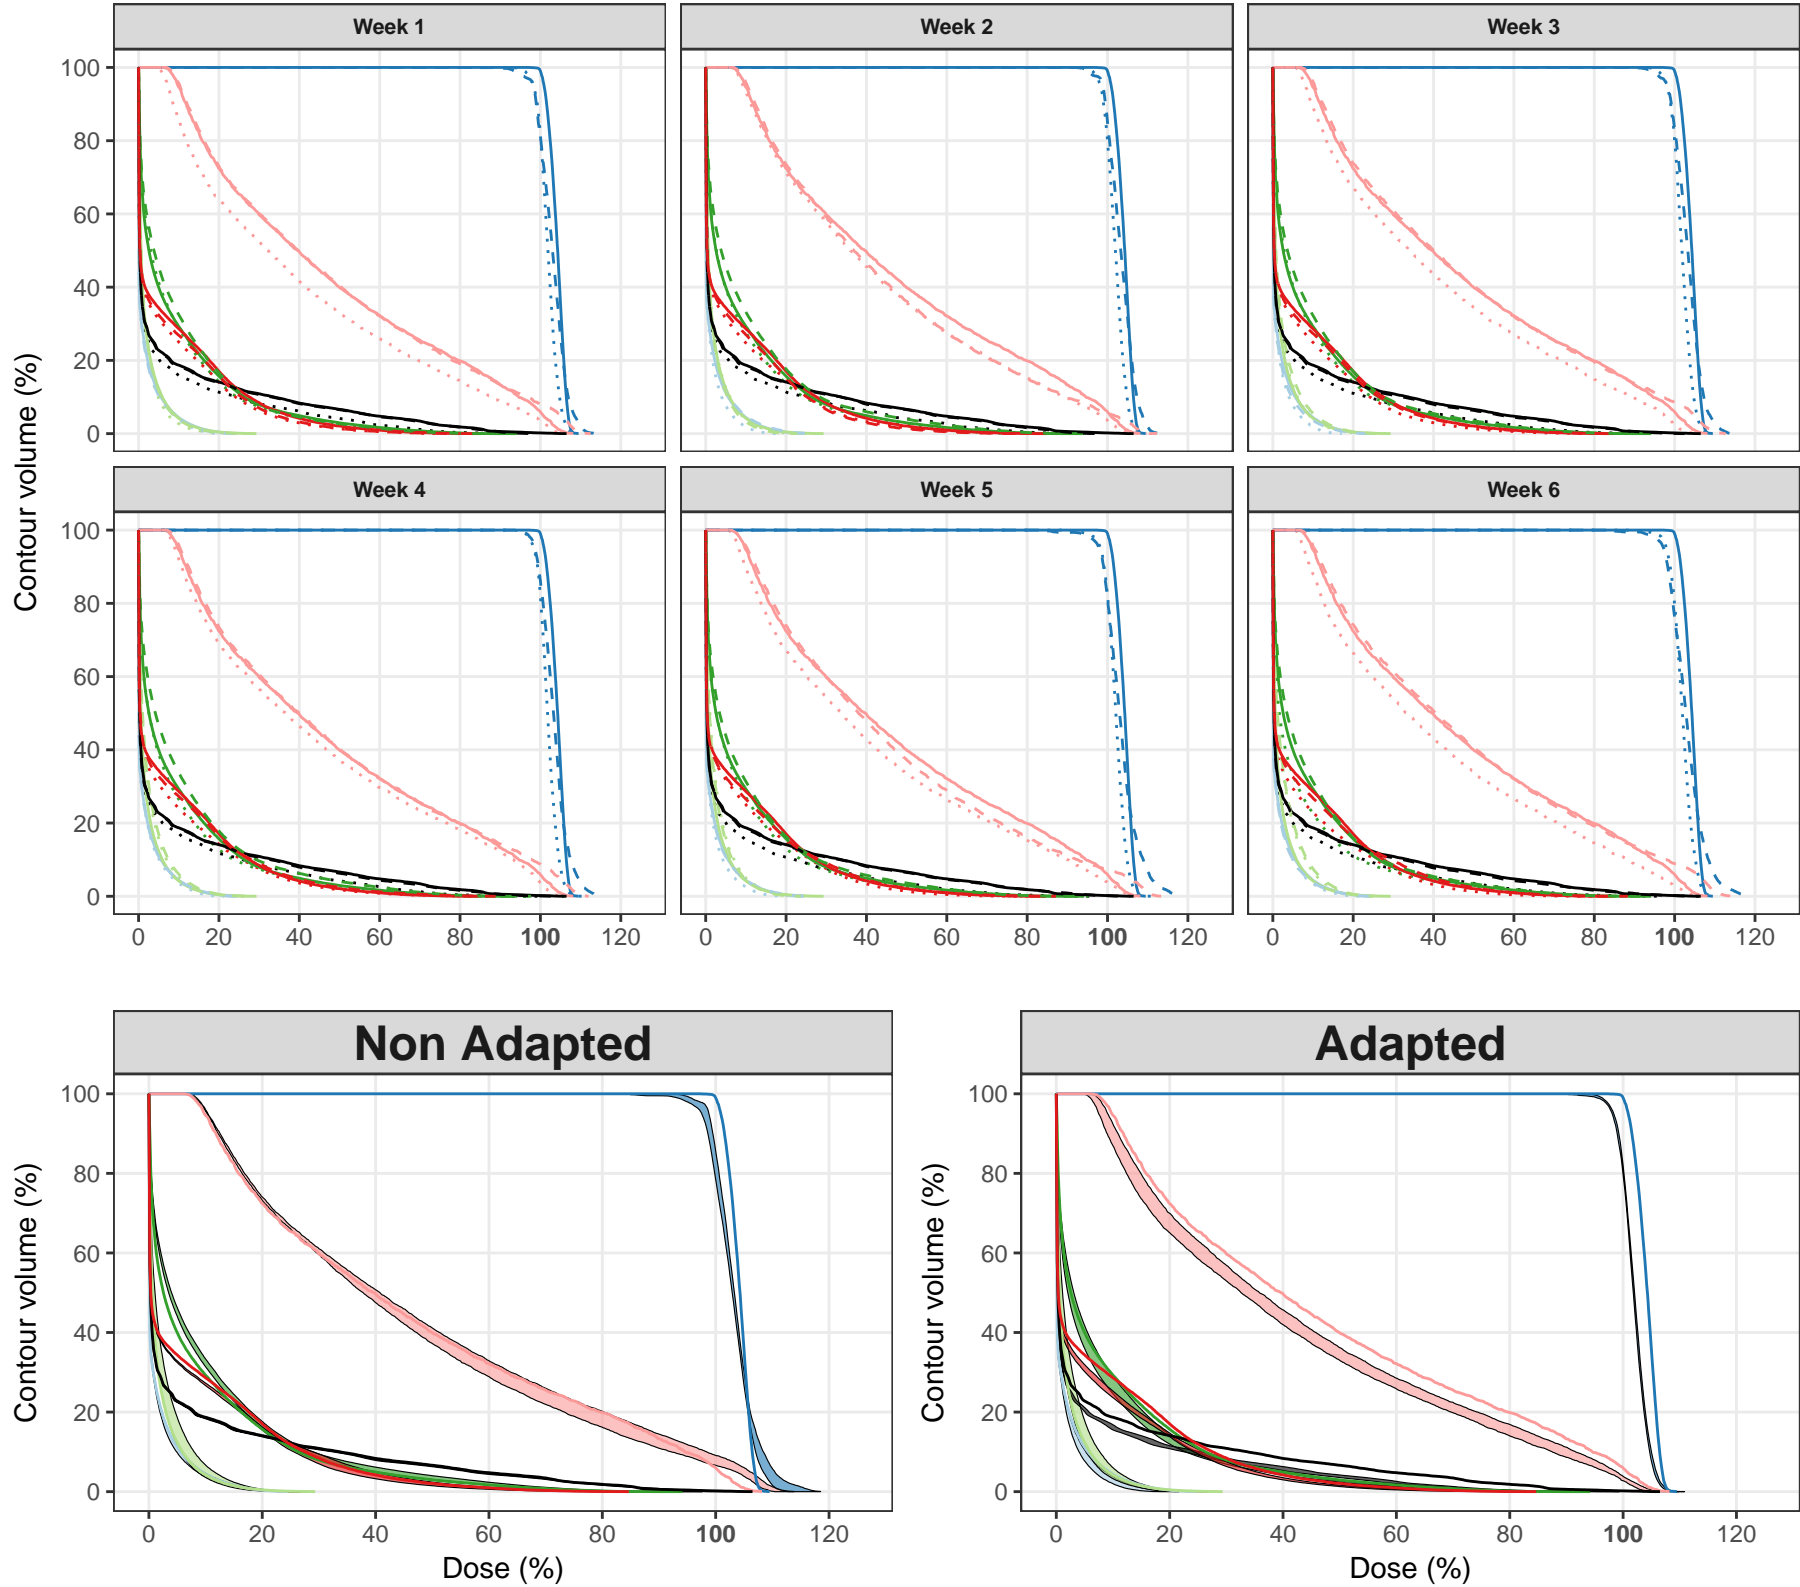 Week 1 Week 2 Week 3
Contour volume (%)
100
80
60
40
20
0
Week 4 Week 5 Week 6
100
80
60
40
20
0
0 20 40 60 80 100 120 0 20 40 60 80 100 120 0 20 40 60 80 100 120
Non Adapted Adapted
Contour volume (%) Contour volume (%)
100 100
80 80
60 60
40 40
20 20
0 0
0 20 40 60 80 100 120 0 20 40 60 80 100 120
Dose (%) Dose (%)